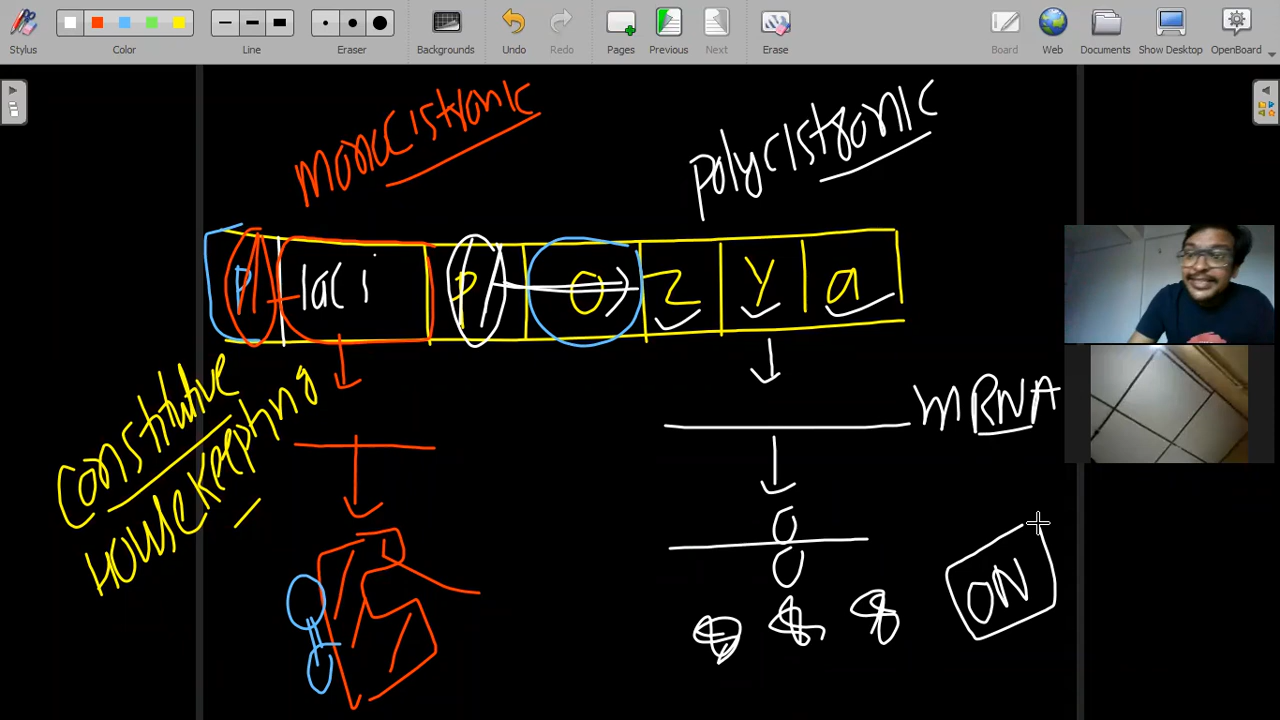 Stylus
Color
Line
Eraser
Backgrounds
Undo
Redo
Pages
Previous
Next
Erase
Board
Web
Documents
Show Desktop
OpenBoard
monocistronic
polycistronic
P
lac i
P
O
Z
Y
a
constitutive
Housekeeping
mRNA
ON